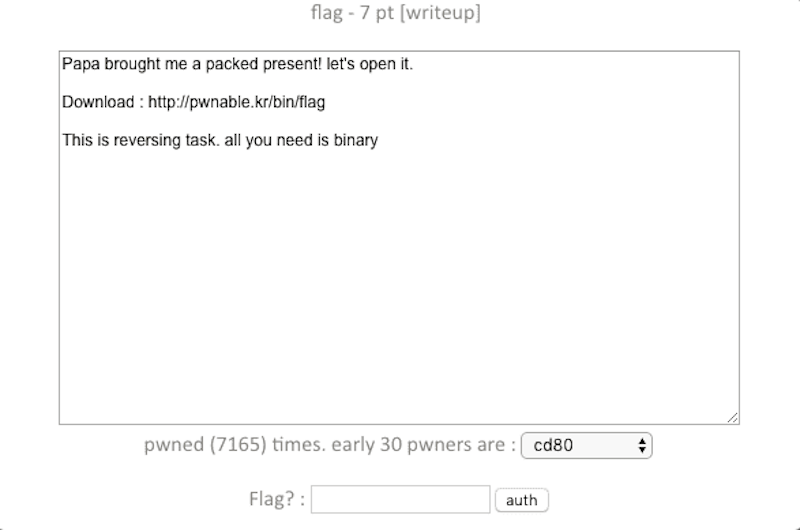 flag - 7 pt [writeup]
Papa brought me a packed present! let's open it.
Download : http://pwnable.kr/bin/flag
This is reversing task. all you need is binary
pwned (7165) times. early 30 pwners are : cd80
Flag? : auth